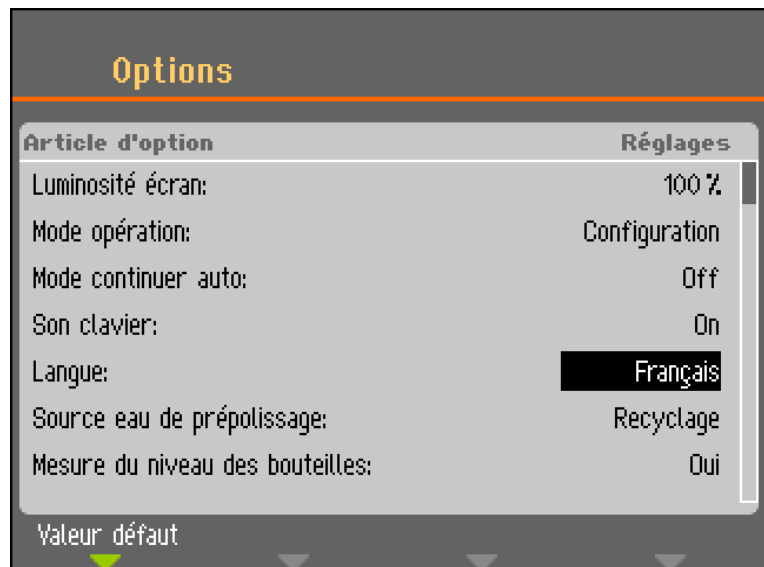 Options
Article d'option Réglages
Luminosité écran: 100 %
Mode opération: Configuration
Mode continuer auto: Off
Son clavier: On
Langue: Français
Source eau de prépolissage: Recyclage
Mesure du niveau des bouteilles: Oui
Valeur défaut